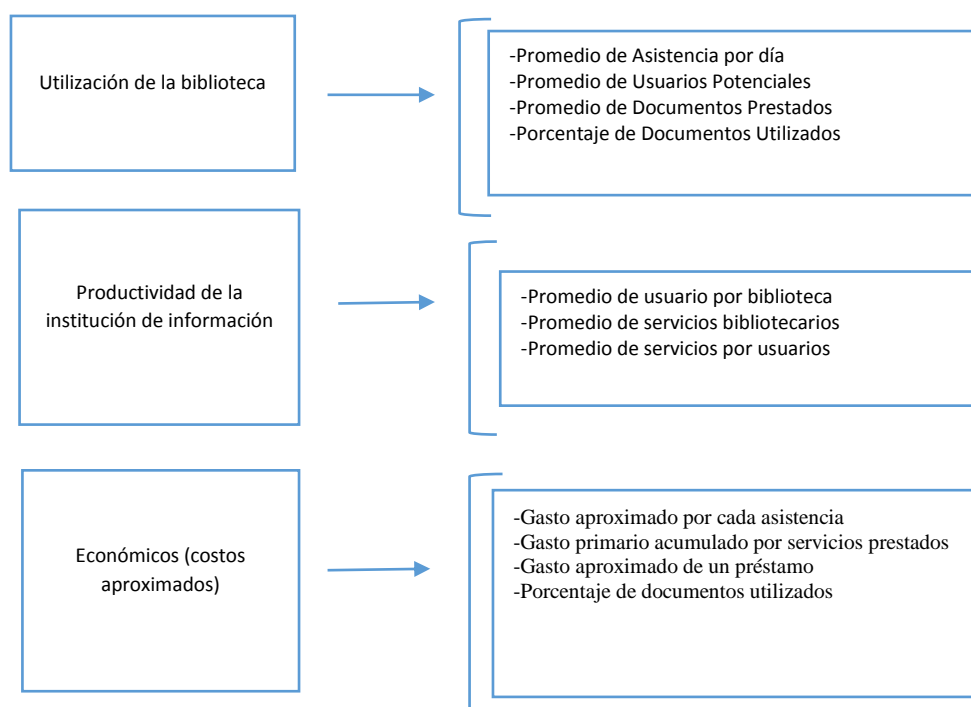 Utilización de la biblioteca
-Promedio de Asistencia por día
-Promedio de Usuarios Potenciales
-Promedio de Documentos Prestados
-Porcentaje de Documentos Utilizados
Productividad de la
institución de información
-Promedio de usuario por biblioteca
-Promedio de servicios bibliotecarios
-Promedio de servicios por usuarios
Económicos (costos
aproximados)
-Gasto aproximado por cada asistencia
-Gasto primario acumulado por servicios prestados
-Gasto aproximado de un préstamo
-Porcentaje de documentos utilizados